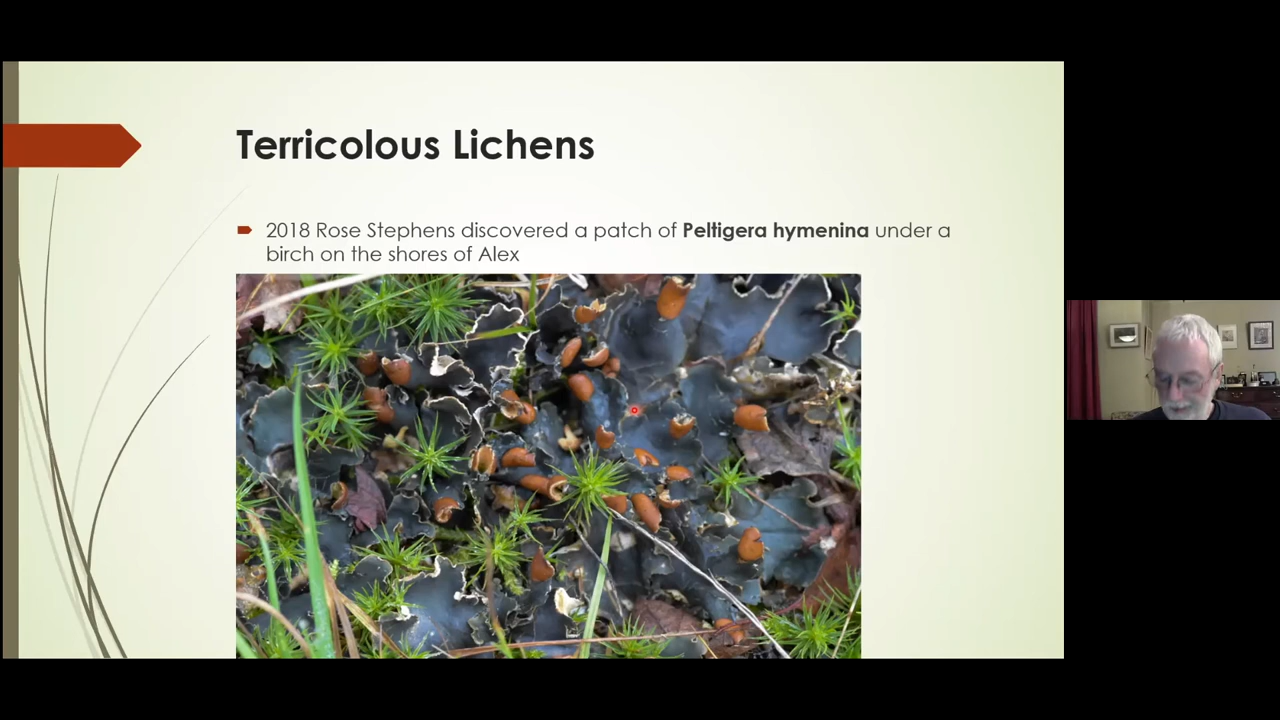 Terricolous Lichens
2018 Rose Stephens discovered a patch of Peltigera hymenina under a
birch on the shores of Alex